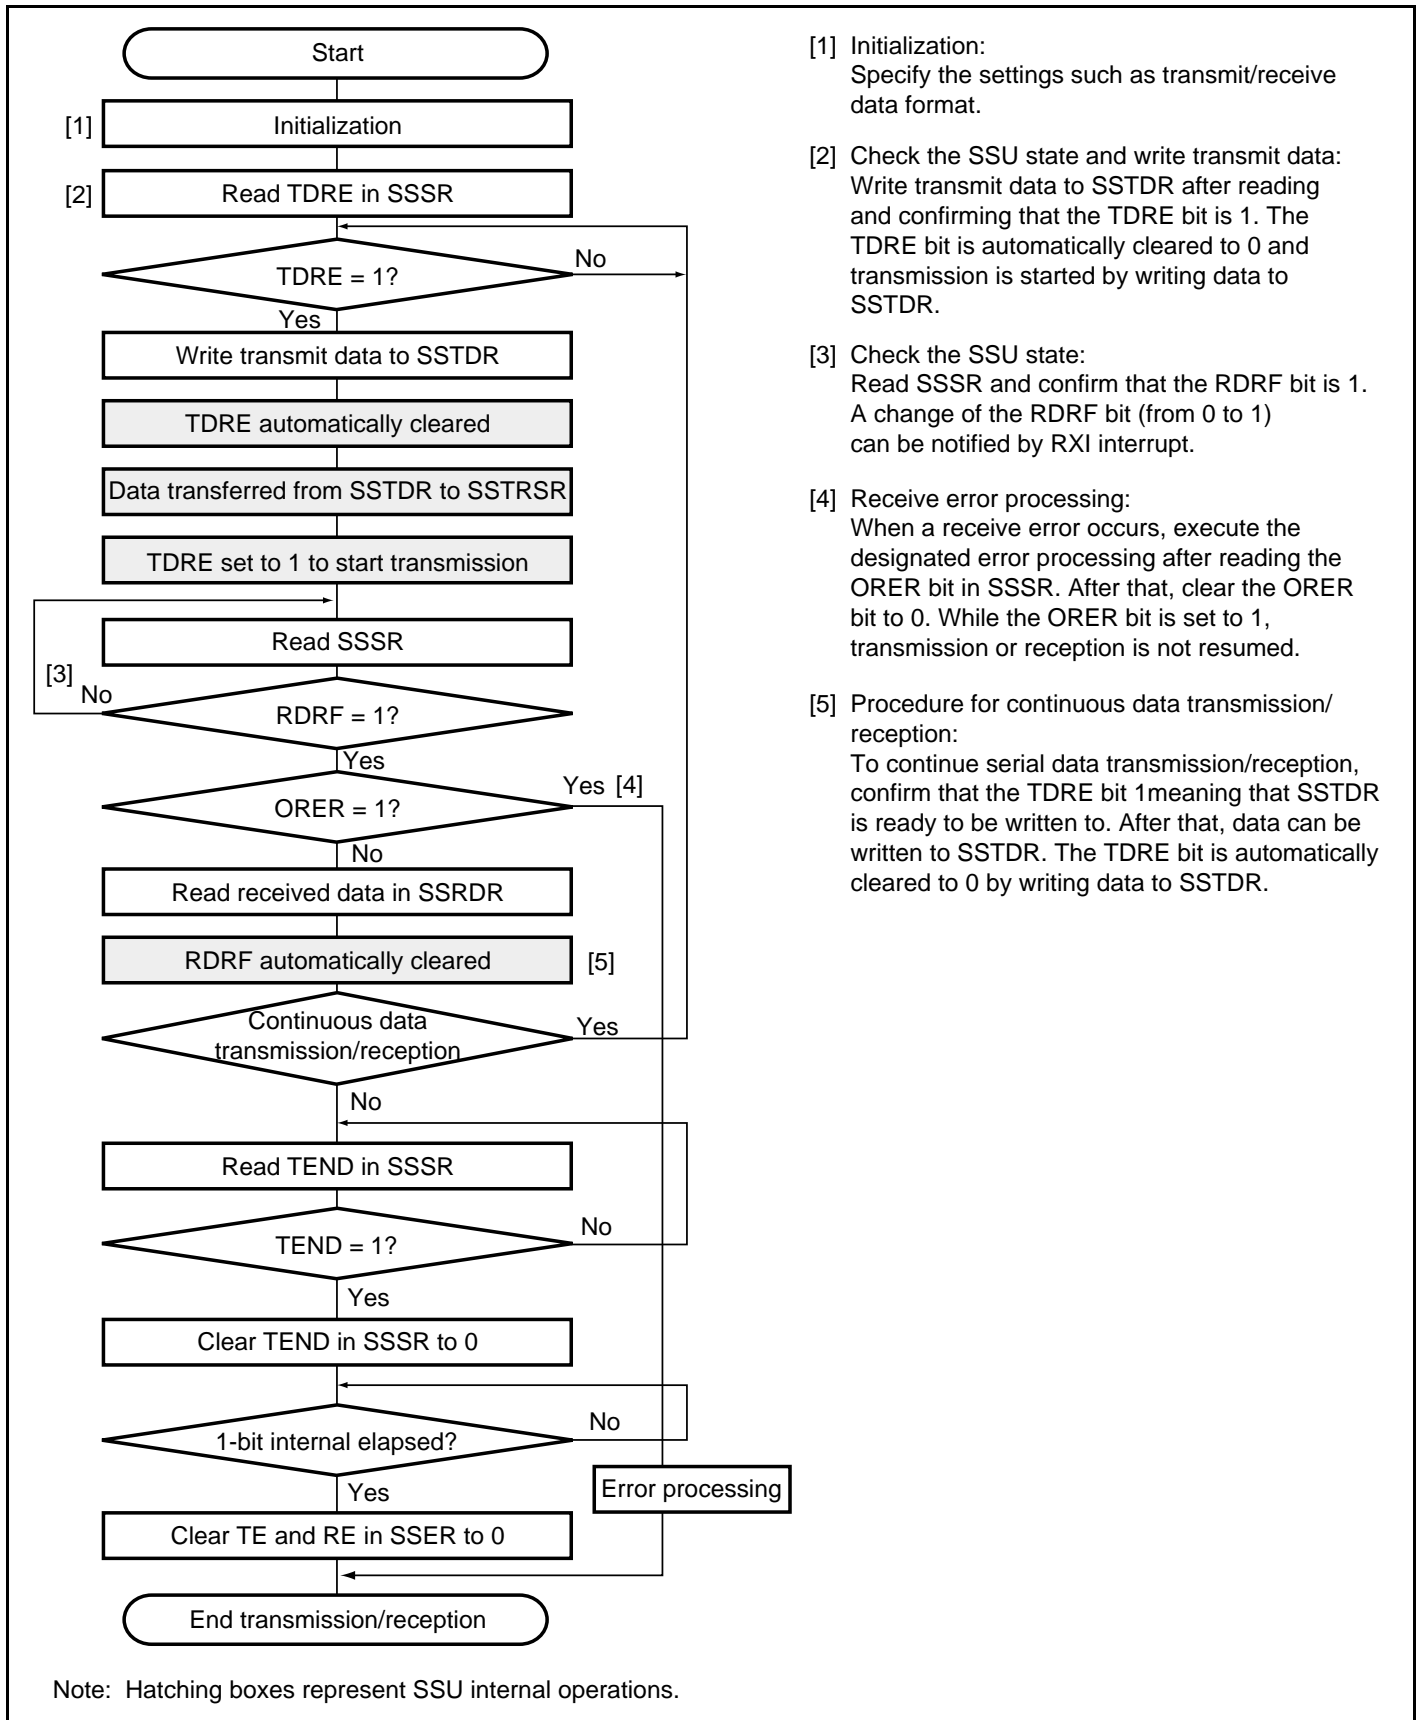 Start
[1] Initialization
[2] Read TDRE in SSSR
TDRE = 1?
No
Yes
Write transmit data to SSTDR
TDRE automatically cleared
Data transferred from SSTDR to SSTRSR
TDRE set to 1 to start transmission
Read SSSR
[3]
No
RDRF = 1?
Yes
Yes [4]
ORER = 1?
No
Read received data in SSRDR
RDRF automatically cleared [5]
Continuous data
transmission/reception
Yes
No
Read TEND in SSSR
TEND = 1?
No
Yes
Clear TEND in SSSR to 0
1-bit internal elapsed?
No
Yes
Error processing
Clear TE and RE in SSER to 0
End transmission/reception
[1] Initialization:
Specify the settings such as transmit/receive
data format.
[2] Check the SSU state and write transmit data:
Write transmit data to SSTDR after reading
and confirming that the TDRE bit is 1. The
TDRE bit is automatically cleared to 0 and
transmission is started by writing data to
SSTDR.
[3] Check the SSU state:
Read SSSR and confirm that the RDRF bit is 1.
A change of the RDRF bit (from 0 to 1)
can be notified by RXI interrupt.
[4] Receive error processing:
When a receive error occurs, execute the
designated error processing after reading the
ORER bit in SSSR. After that, clear the ORER
bit to 0. While the ORER bit is set to 1,
transmission or reception is not resumed.
[5] Procedure for continuous data transmission/
reception:
To continue serial data transmission/reception,
confirm that the TDRE bit 1meaning that SSTDR
is ready to be written to. After that, data can be
written to SSTDR. The TDRE bit is automatically
cleared to 0 by writing data to SSTDR.
Note: Hatching boxes represent SSU internal operations.